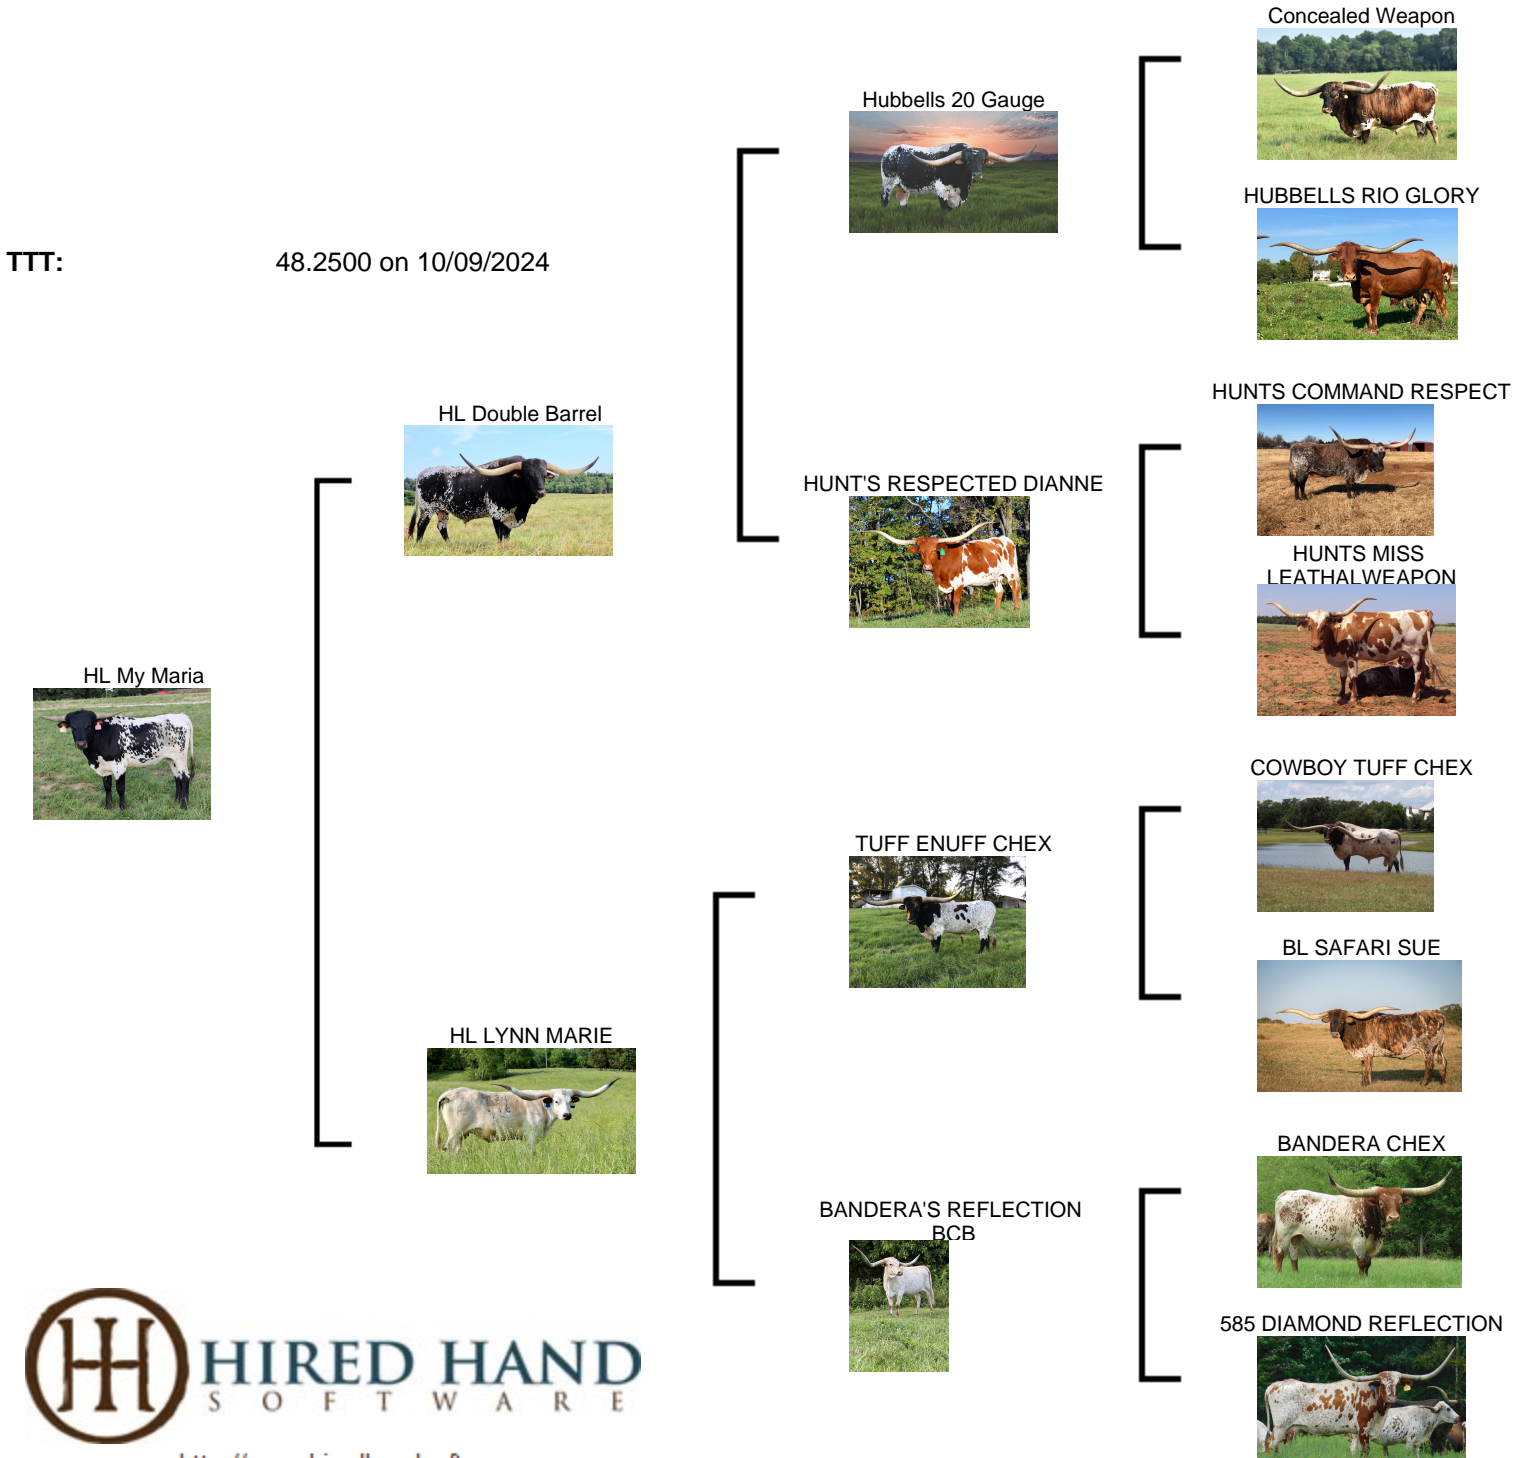 Concealed Weapon
Hubbells 20 Gauge
HUBBELLS RIO GLORY
TTT: 48.2500 on 10/09/2024
HUNTS COMMAND RESPECT
HL Double Barrel
HUNT'S RESPECTED DIANNE
HUNTS MISS
LEATHALWEAPON
HL My Maria
COWBOY TUFF CHEX
TUFF ENUFF CHEX
BL SAFARI SUE
HL LYNN MARIE
BANDERA CHEX
BANDERA'S REFLECTION
BCB
585 DIAMOND REFLECTION
HIRED HAND
SOFTWARE